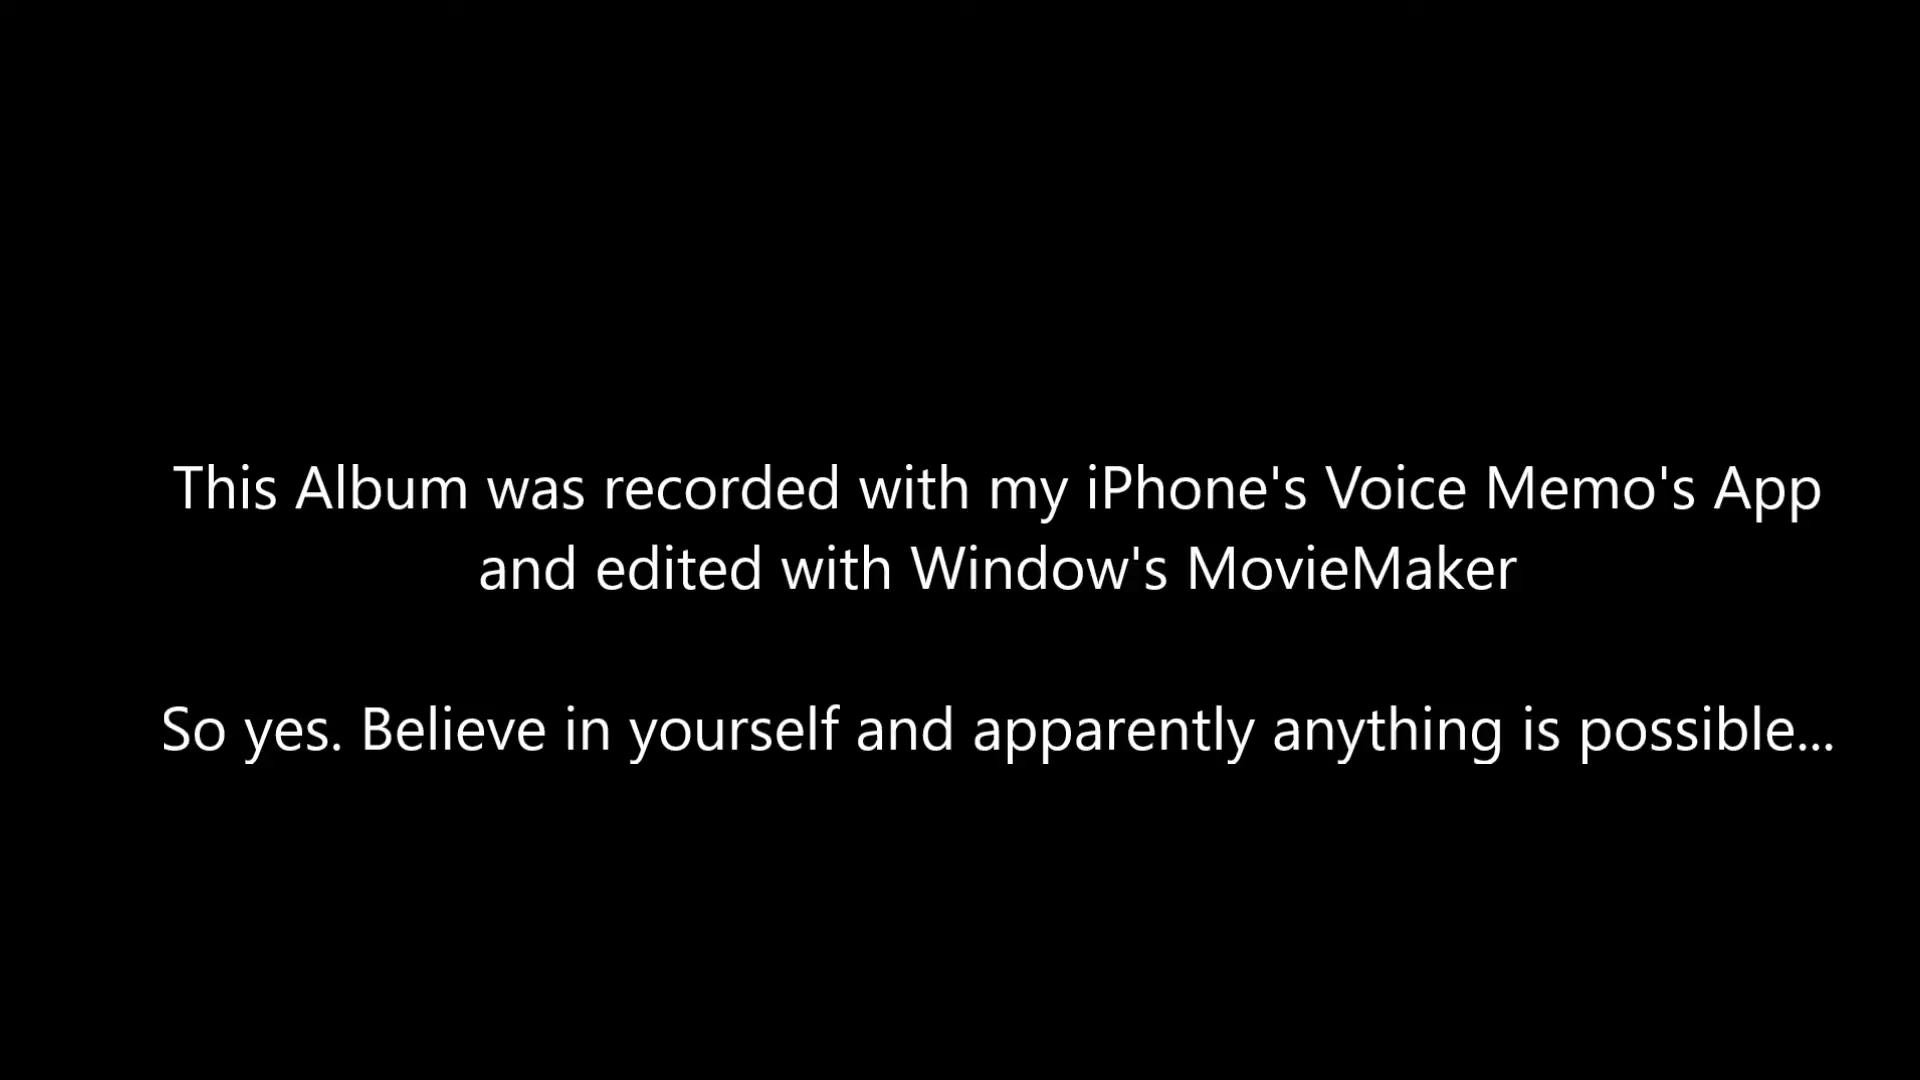 This Album was recorded with my iPhone's Voice Memo's App
and edited with Window's MovieMaker
So yes. Believe in yourself and apparently anything is possible...